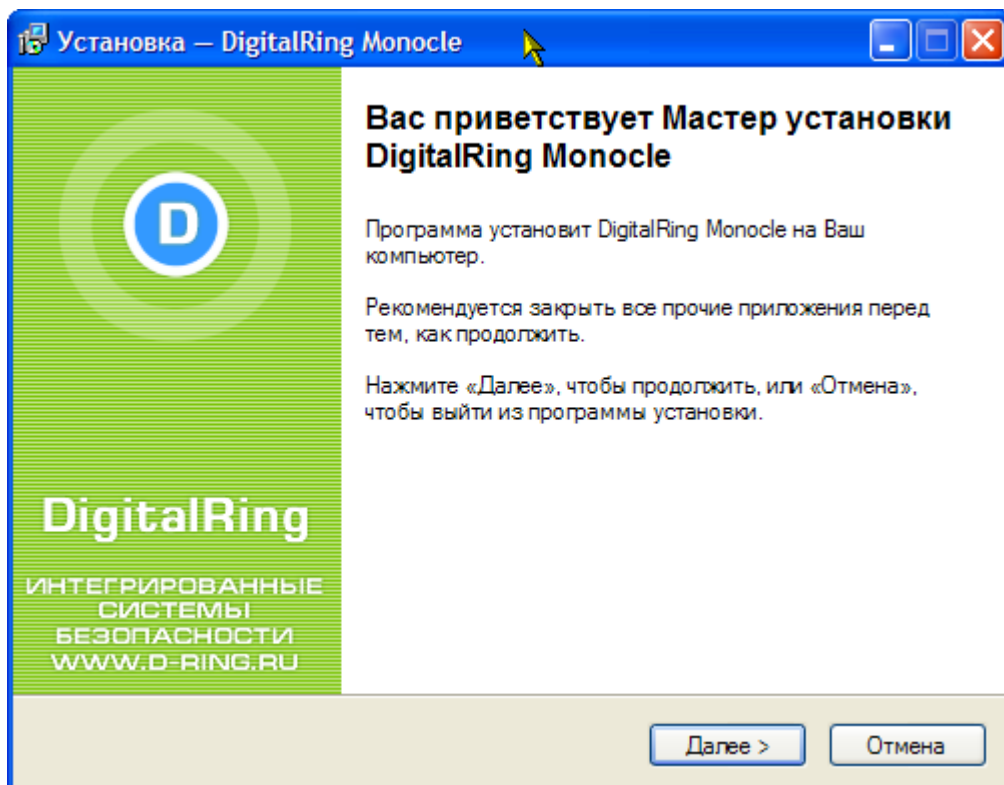 Установка — DigitalRing Monocle
D
Вас приветствует Мастер установки
DigitalRing Monocle
Программа установит DigitalRing Monocle на Ваш
компьютер.
Рекомендуется закрыть все прочие приложения перед
тем, как продолжить.
Нажмите «Далее», чтобы продолжить, или «Отмена»,
чтобы выйти из программы установки.
DigitalRing
ИНТЕГРИРОВАННЫЕ
СИСТЕМЫ
БЕЗОПАСНОСТИ
WWW.D-RING.RU
Далее >
Отмена